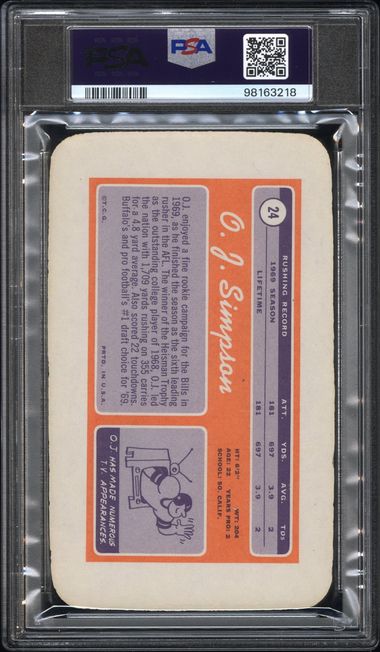 PSA
PSA
98163218
24
RUSHING RECORD ATT. YDS. AVG. TDs
1969 SEASON 181 697 3.9 2
LIFETIME 181 697 3.9 2
O. J. Simpson
HT: 6'2" WT: 204
AGE: 22 YEARS PRO: 2
SCHOOL: SO. CALIF.
O.J. enjoyed a fine rookie campaign for the Bills in
1969, as he finished the season as the sixth leading
rusher in the AFL. The winner of the Heisman Trophy
as the outstanding college player of 1968, O.J. led
the nation with 1,709 yards rushing on 355 carries
for a 4.8 yard average. Also scored 22 touchdowns.
Buffalo's and pro football's #1 draft choice for '69.
©T.C.G. PRTD. IN U.S.A.
O.J. HAS MADE NUMEROUS
T.V. APPEARANCES.